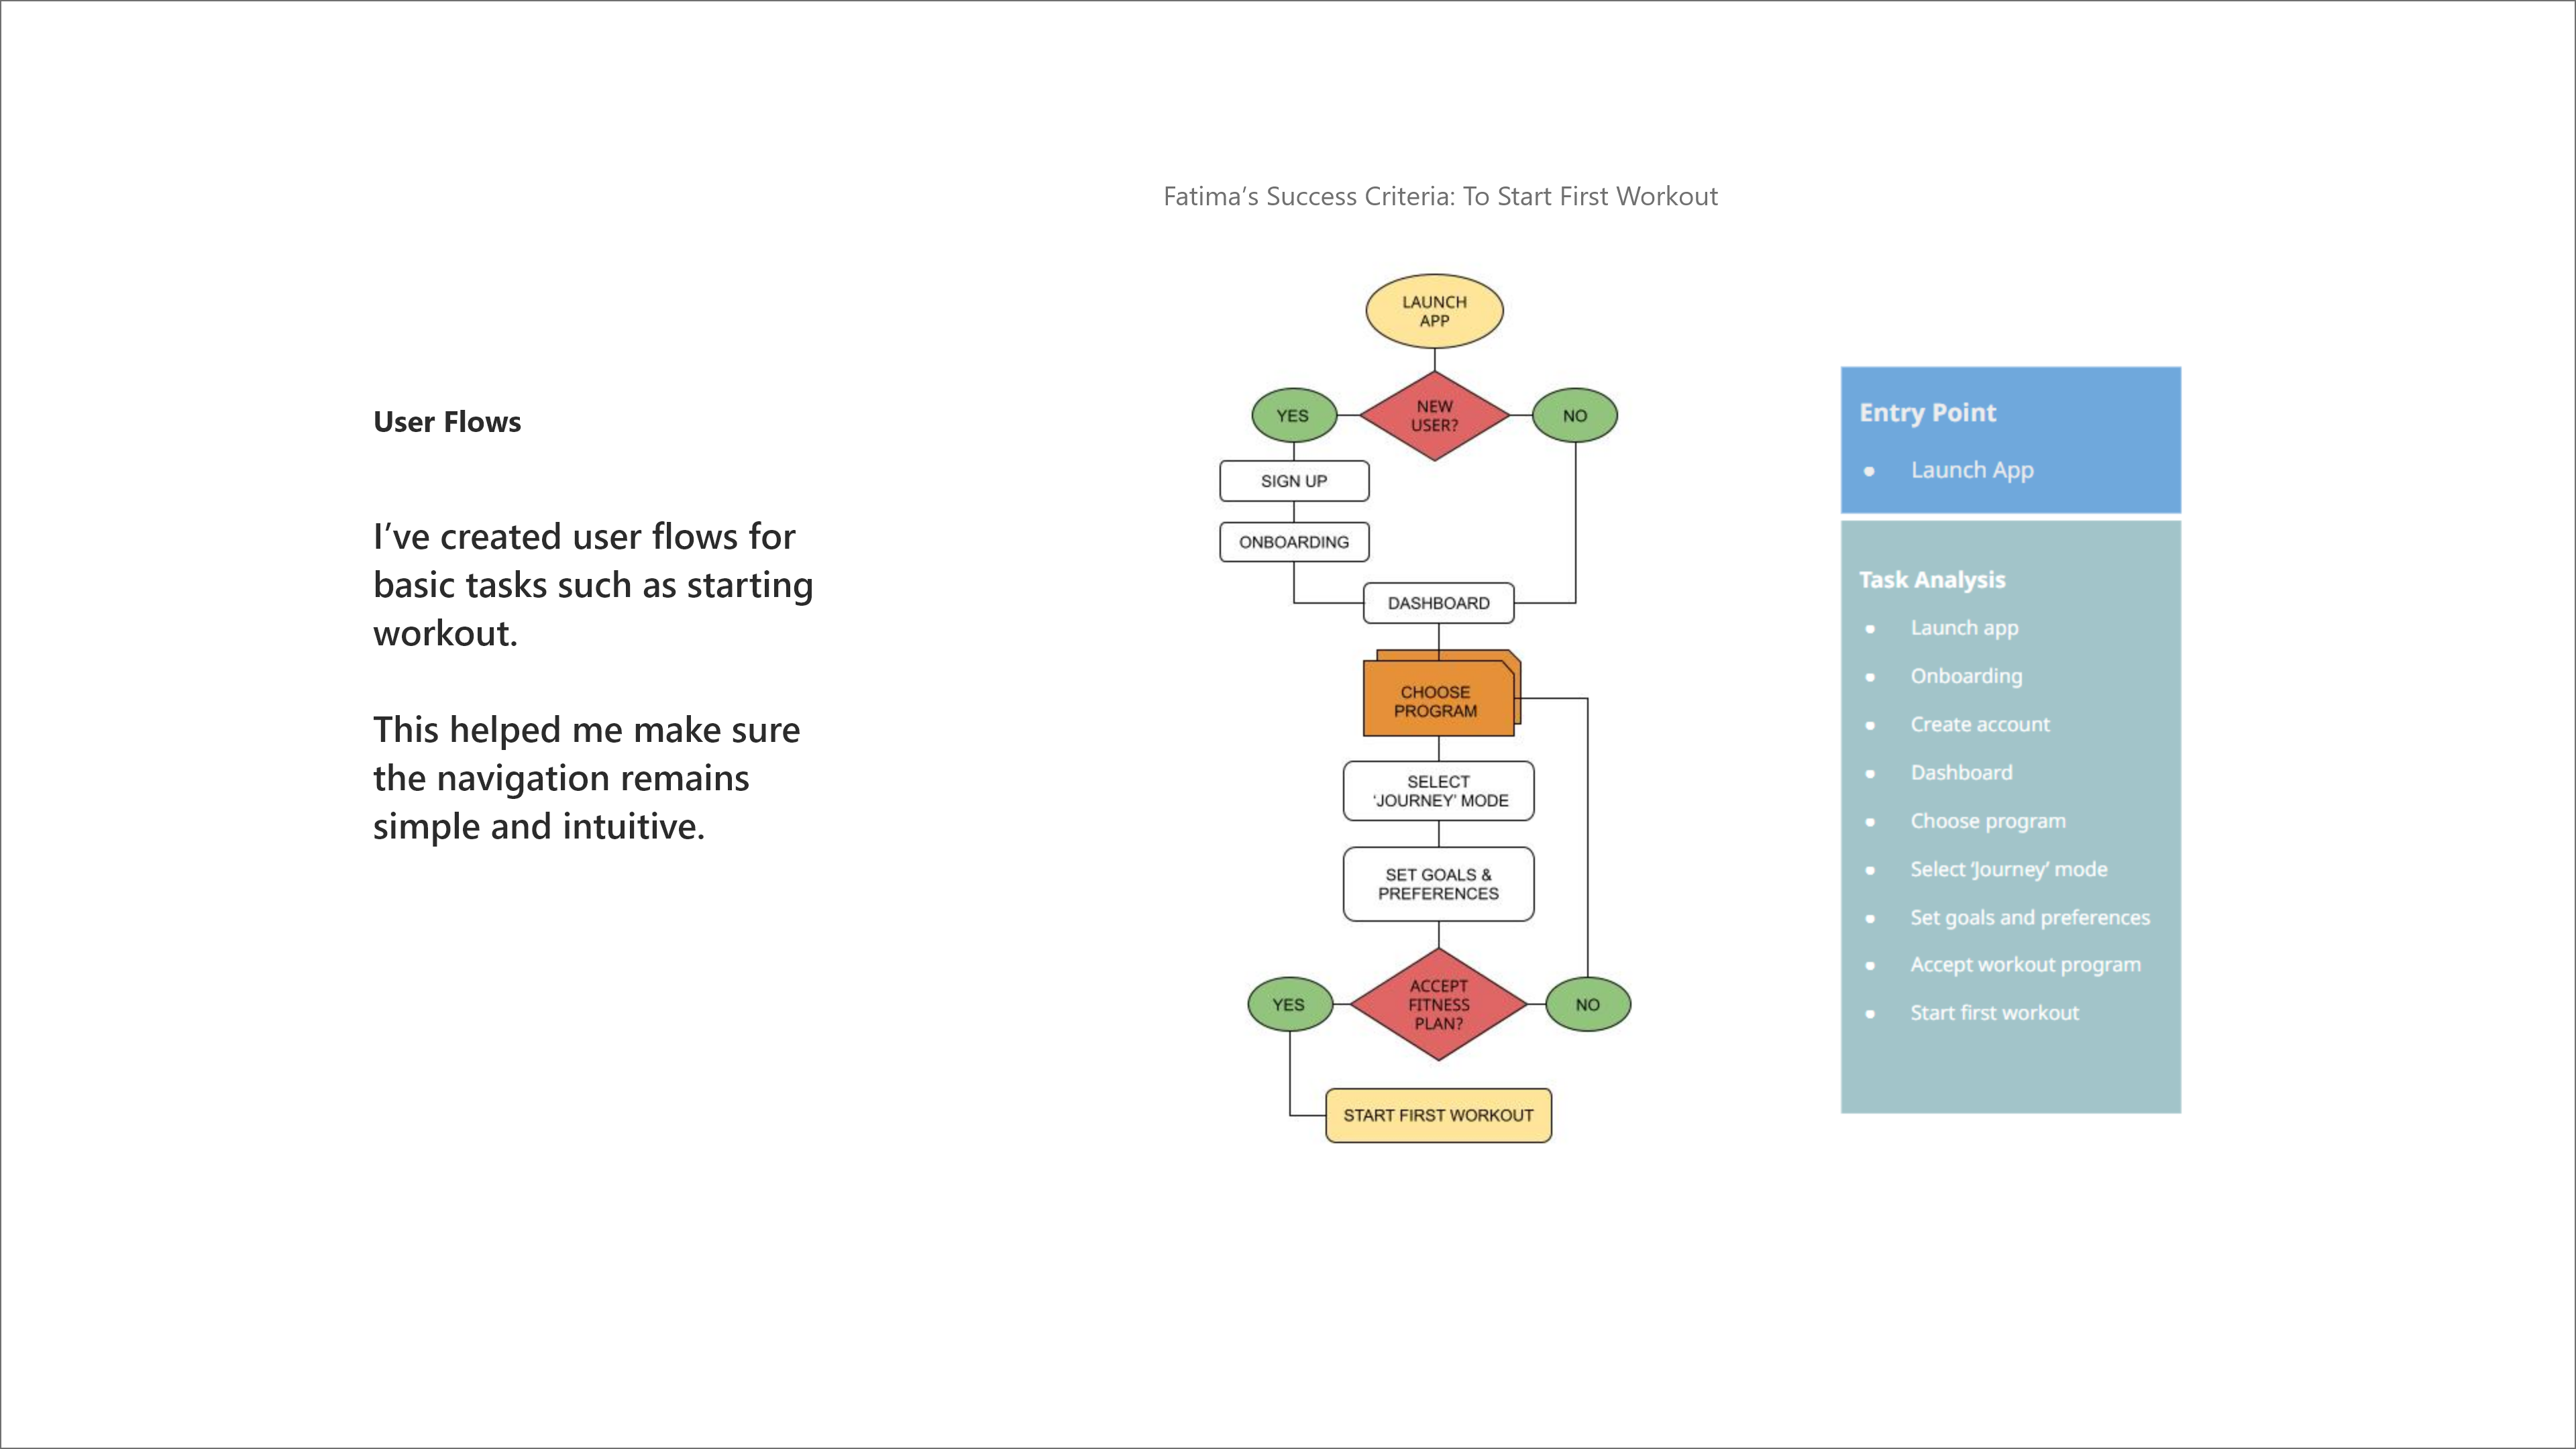 Fatima’s Success Criteria: To Start First Workout
User Flows
I’ve created user flows for
basic tasks such as starting
workout.
This helped me make sure
the navigation remains
simple and intuitive.
LAUNCH
APP
NEW
USER?
YES
NO
SIGN UP
ONBOARDING
DASHBOARD
CHOOSE
PROGRAM
SELECT
‘JOURNEY’ MODE
SET GOALS &
PREFERENCES
ACCEPT
FITNESS
PLAN?
YES
NO
START FIRST WORKOUT
Entry Point
● Launch App
Task Analysis
● Launch app
● Onboarding
● Create account
● Dashboard
● Choose program
● Select ‘Journey’ mode
● Set goals and preferences
● Accept workout program
● Start first workout